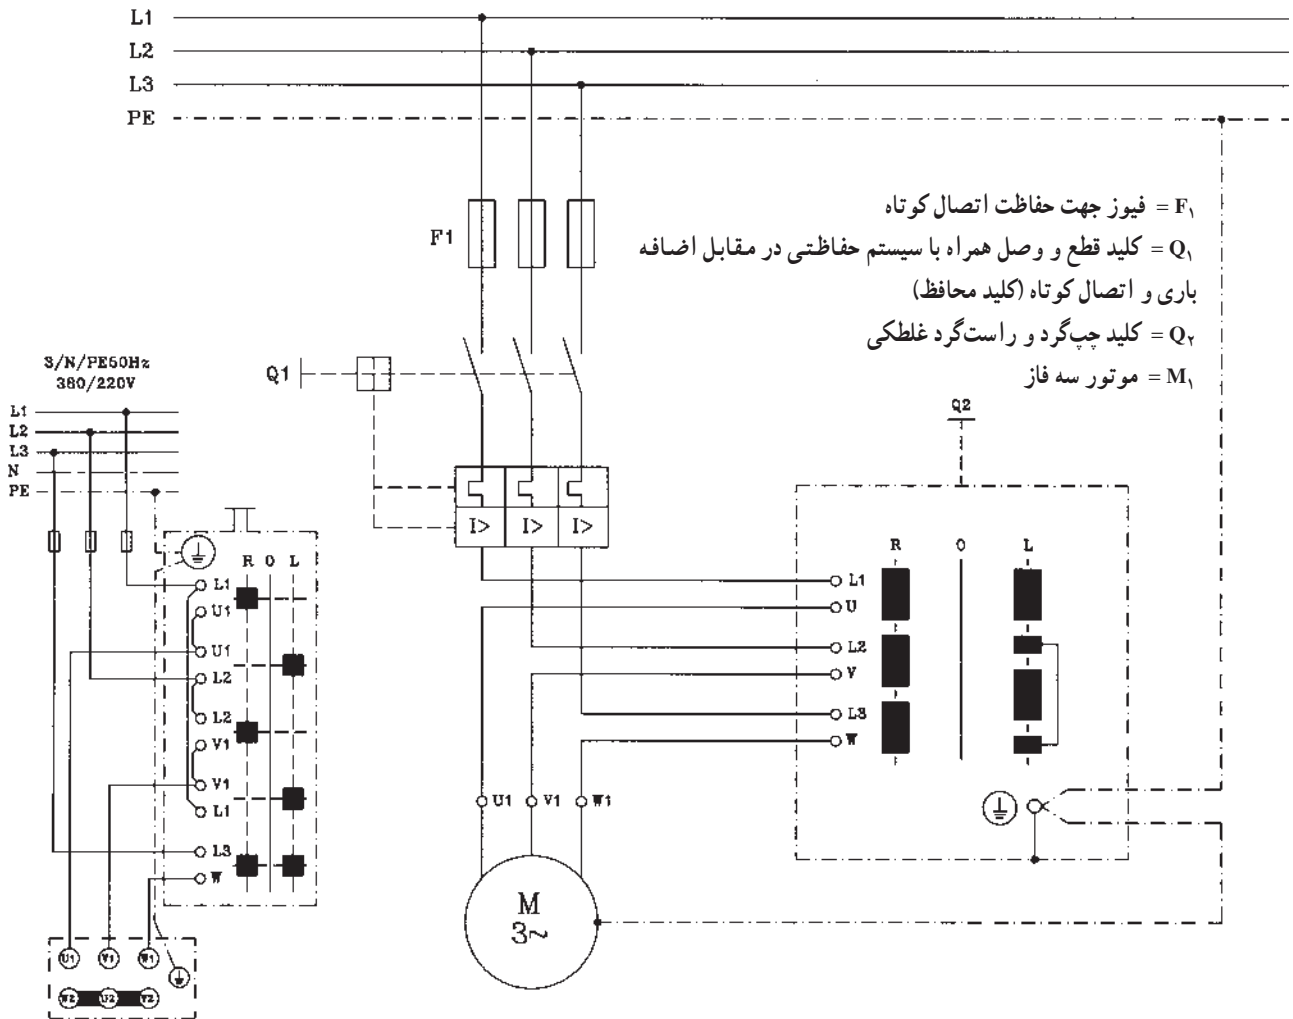 L1
L2
L3
PE
F₁ = فیوز جهت حفاظت اتصال کوتاه
Q₁ = کلید قطع و وصل همراه با سیستم حفاظتی در مقابل اضافه
باری و اتصال کوتاه (کلید محافظ)
Q₂ = کلید چپ‌گرد و راست‌گرد غلطکی
M₁ = موتور سه فاز
F1
Q1
I> I> I>
Q2
R 0 L
L1
U
L2
V
L3
W
U1 V1 W1
M
3~
3/N/PE50Hz
380/220V
L1
L2
L3
N
PE
R 0 L
L1
U1
U1
L2
L2
V1
V1
L1
L3
W
U1 V1 W1
W2 U2 V2